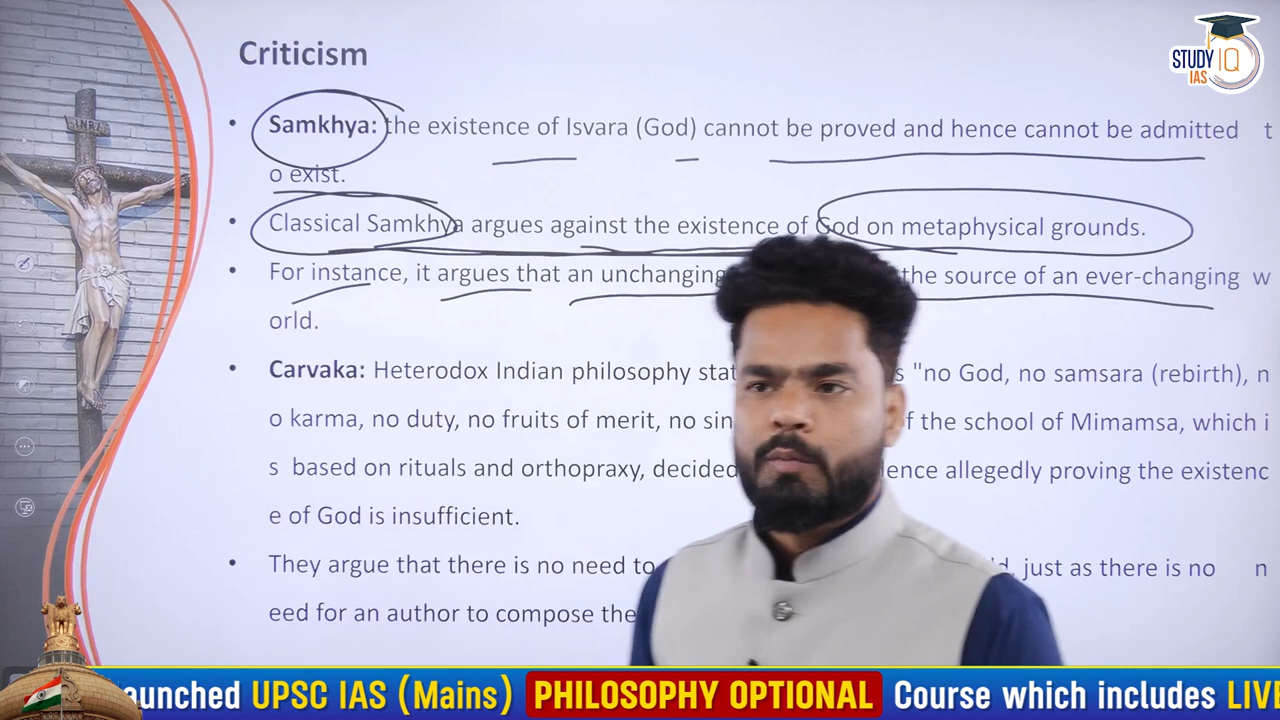 Criticism
STUDY IQ
IAS
INRI
• Samkhya: the existence of Isvara (God) cannot be proved and hence cannot be admitted t
o exist.
• Classical Samkhya argues against the existence of God on metaphysical grounds.
• For instance, it argues that an unchanging the source of an ever-changing w
orld.
• Carvaka: Heterodox Indian philosophy "no God, no samsara (rebirth), n
o karma, no duty, no fruits of merit, no sin of the school of Mimamsa, which i
s based on rituals and orthopraxy, decided allegedly proving the existenc
e of God is insufficient.
• They argue that there is no need to just as there is no n
eed for an author to compose the
UPSC IAS (Mains) PHILOSOPHY OPTIONAL Course which includes